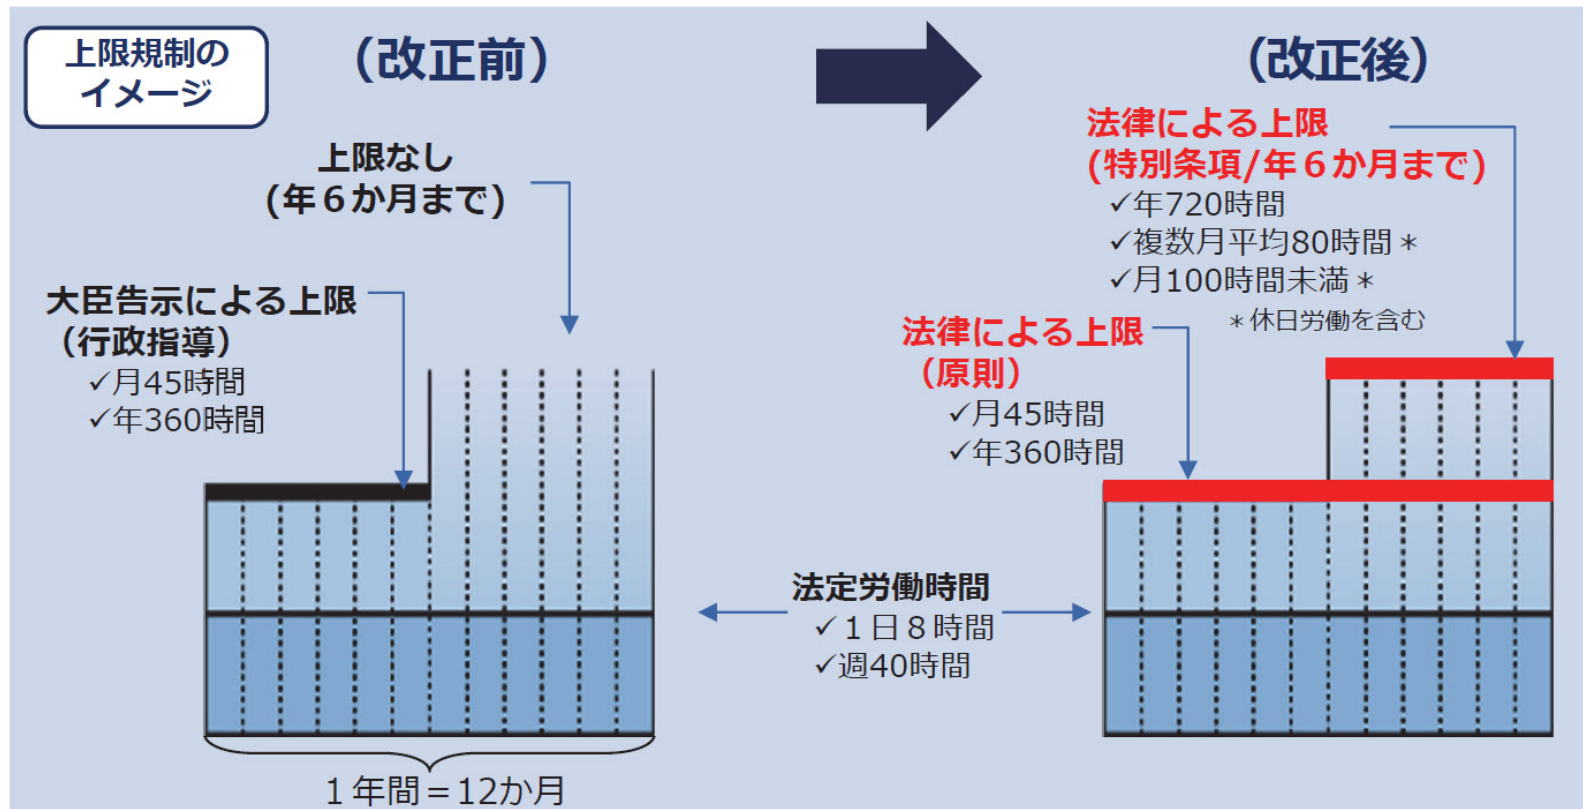 上限規制の
イメージ
(改正前)
(改正後)
上限なし
(年６か月まで)
大臣告示による上限
(行政指導)
✓月45時間
✓年360時間
法律による上限
(特別条項/年６か月まで)
✓年720時間
✓複数月平均80時間＊
✓月100時間未満＊
＊休日労働を含む
法律による上限
(原則)
✓月45時間
✓年360時間
法定労働時間
✓１日８時間
✓週40時間
１年間＝12か月